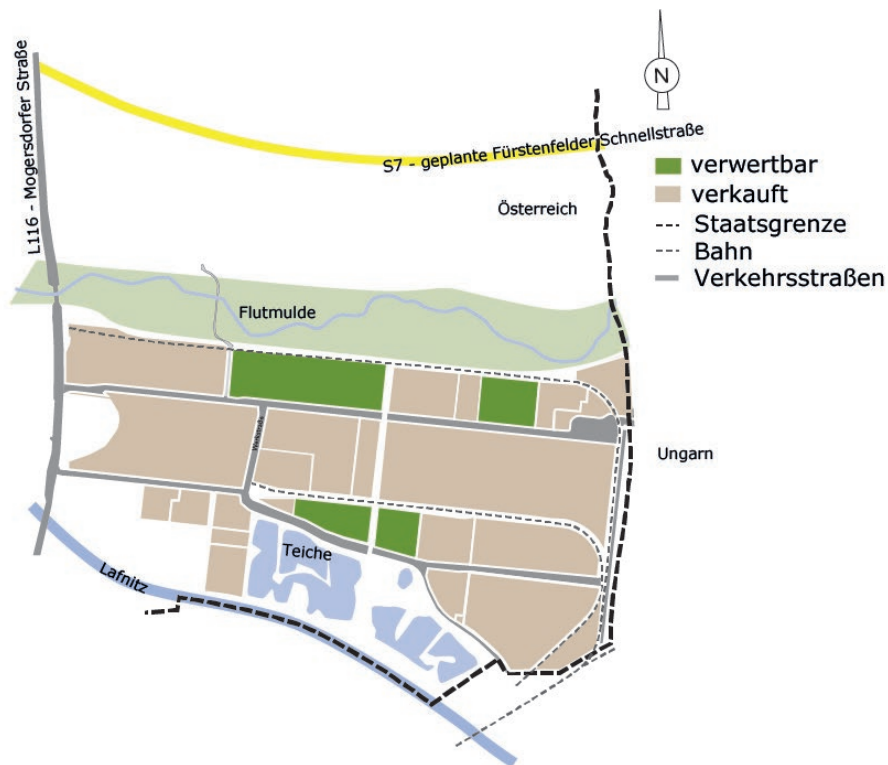 N
L116 - Mogersdorfer Straße
S7 - geplante Fürstenfelder Schnellstraße
verwertbar
verkauft
Staatsgrenze
Bahn
Verkehrsstraßen
Österreich
Flutmulde
Ungarn
Teiche
Lafnitz